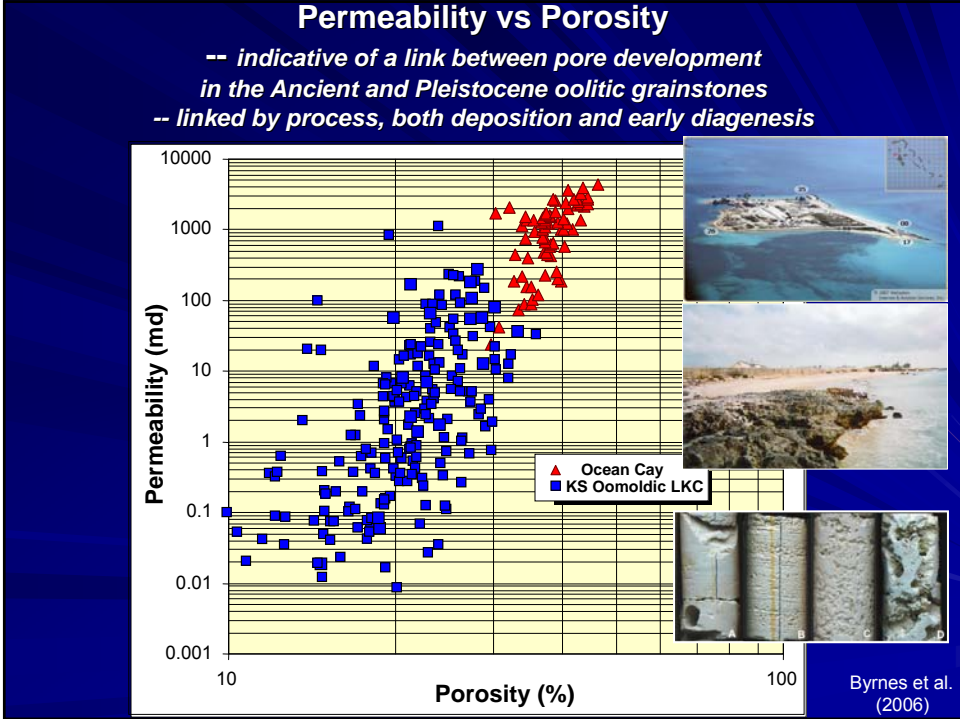 Permeability vs Porosity
-- indicative of a link between pore development
in the Ancient and Pleistocene oolitic grainstones
-- linked by process, both deposition and early diagenesis
10000
1000
100
10
1
0.1
0.01
0.001
Permeability (md)
10
100
Porosity (%)
Ocean Cay
KS Oomoldic LKC
A B C D
Byrnes et al.
(2006)